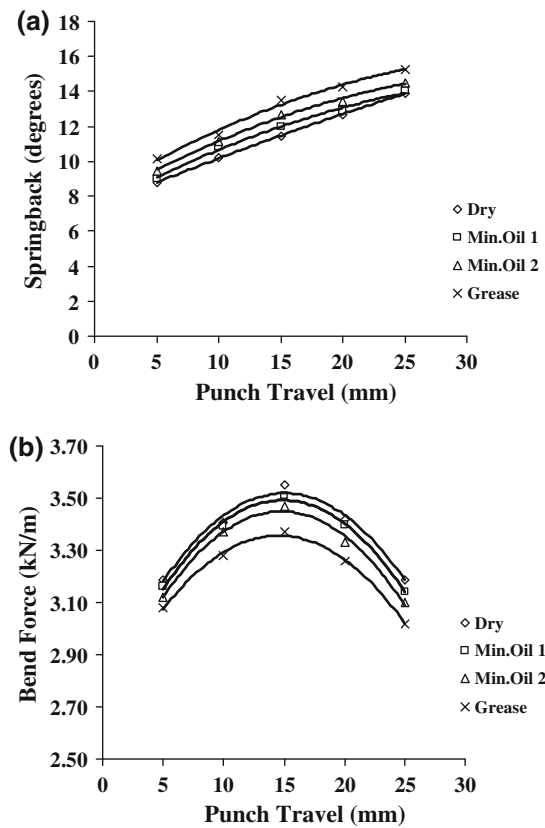 (a)
Springback (degrees)
18
16
14
12
10
8
6
4
2
0
0 5 10 15 20 25 30
Punch Travel (mm)
Dry
Min.Oil 1
Min.Oil 2
Grease
(b)
Bend Force (kN/m)
3.70
3.50
3.30
3.10
2.90
2.70
2.50
0 5 10 15 20 25 30
Punch Travel (mm)
Dry
Min.Oil 1
Min.Oil 2
Grease